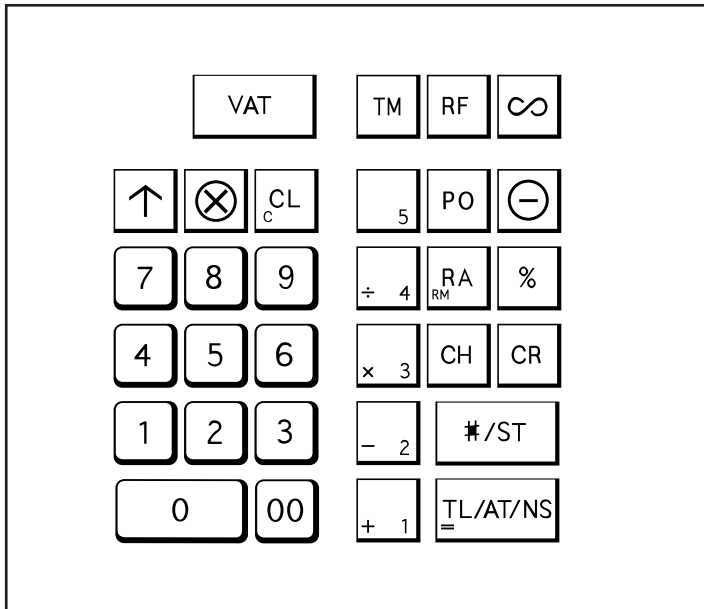 VAT TM RF ∞
↑ ⊗ CL C 5 PO ⊖
7 8 9 ÷ 4 RA RM %
4 5 6 × 3 CH CR
1 2 3 − 2 #/ST
0 00 + 1 TL/AT/NS =